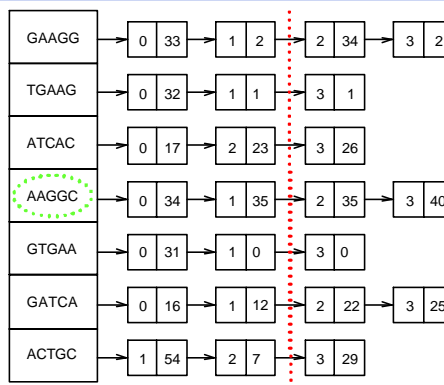 GAAGG 0 33 1 2 2 34 3 2
TGAAG 0 32 1 1 3 1
ATCAC 0 17 2 23 3 26
AAGGC 0 34 1 35 2 35 3 40
GTGAA 0 31 1 0 3 0
GATCA 0 16 1 12 2 22 3 25
ACTGC 1 54 2 7 3 29